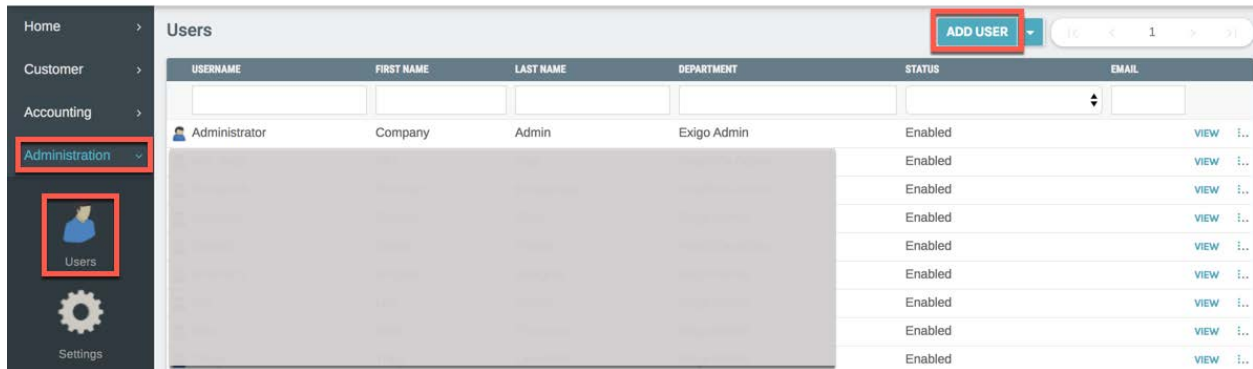 Home
Users
ADD USER
1
Customer
USERNAME FIRST NAME LAST NAME DEPARTMENT STATUS EMAIL
Accounting
Administrator Company Admin Exigo Admin Enabled VIEW
Administration
Enabled VIEW
Enabled VIEW
Enabled VIEW
Enabled VIEW
Users
Enabled VIEW
Enabled VIEW
Enabled VIEW
Settings
Enabled VIEW